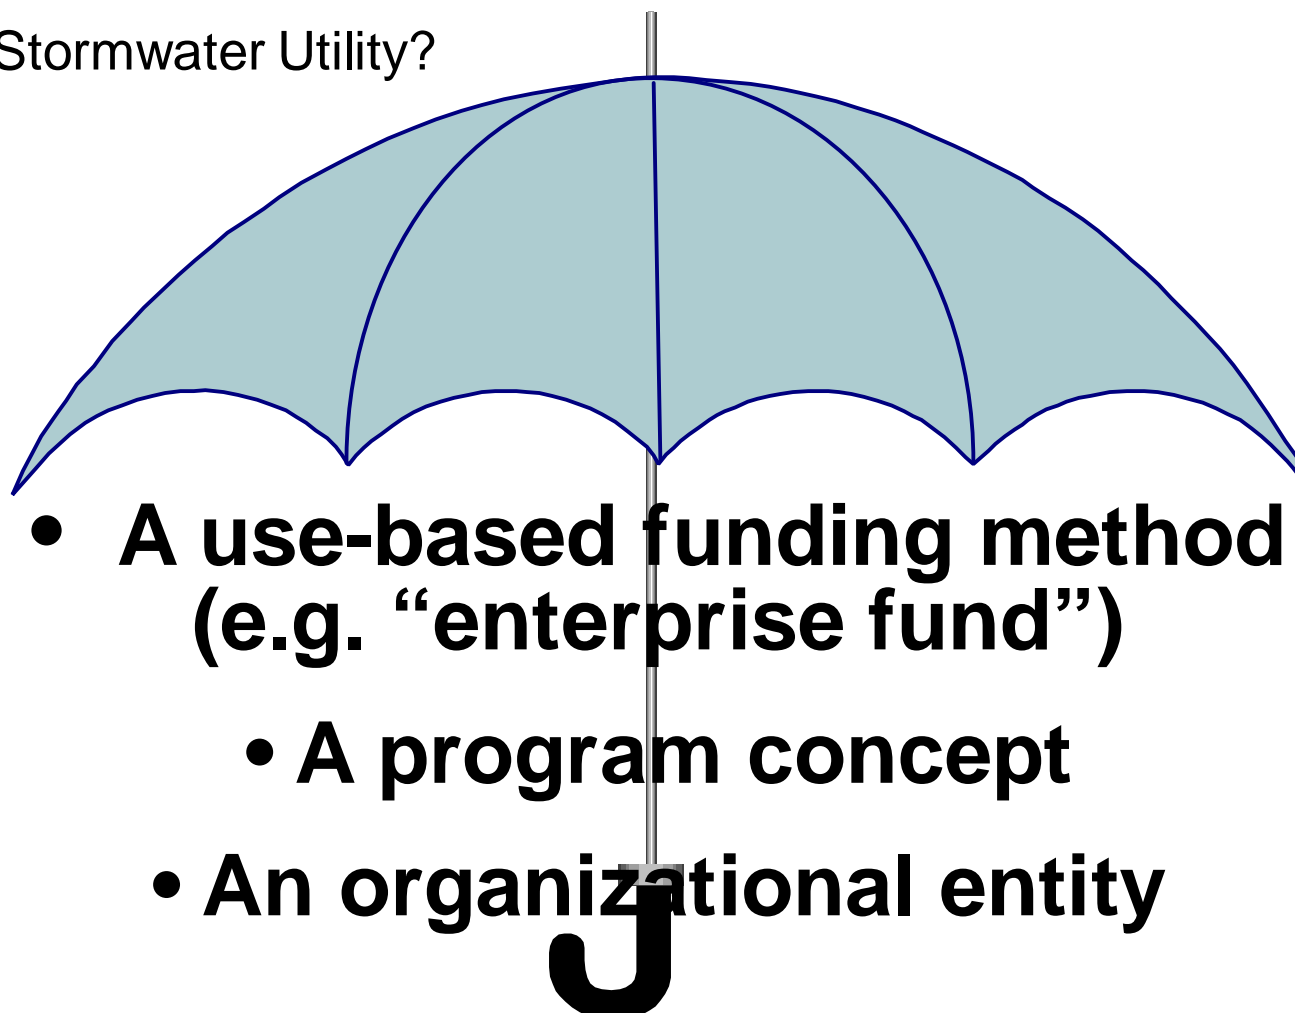 Stormwater Utility?
• A use-based funding method
(e.g. “enterprise fund”)
• A program concept
• An organizational entity